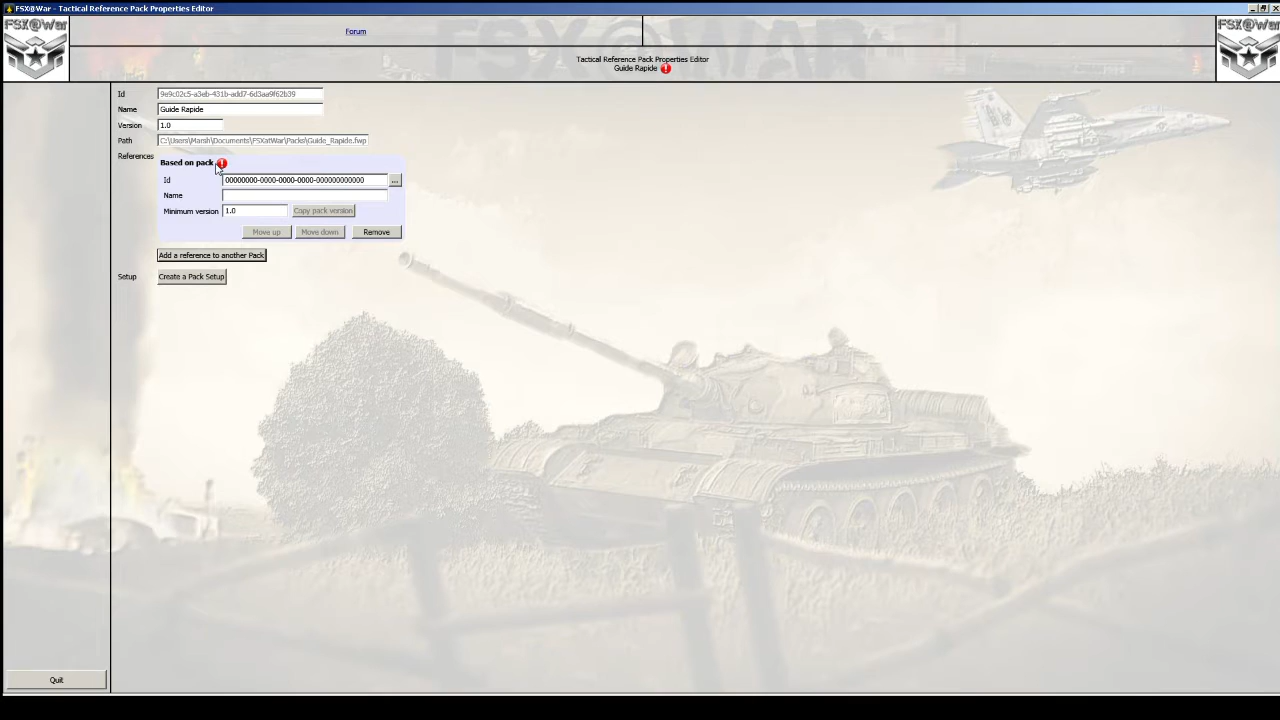 FSX@War - Tactical Reference Pack Properties Editor
FSX@War
Forum
FSX@WAR
FSX@War
Tactical Reference Pack Properties Editor
Guide Rapide
Id 9e9c02c5-a3eb-431b-add7-6d3aa9f62b39
Name Guide Rapide
Version 1.0
Path C:\Users\Marsh\Documents\FSXatWar\Packs\Guide_Rapide.fwp
References Based on pack
Id 00000000-0000-0000-0000-000000000000 ...
Name
Minimum version 1.0 Copy pack version
Move up Move down Remove
Add a reference to another Pack
Setup Create a Pack Setup
Quit